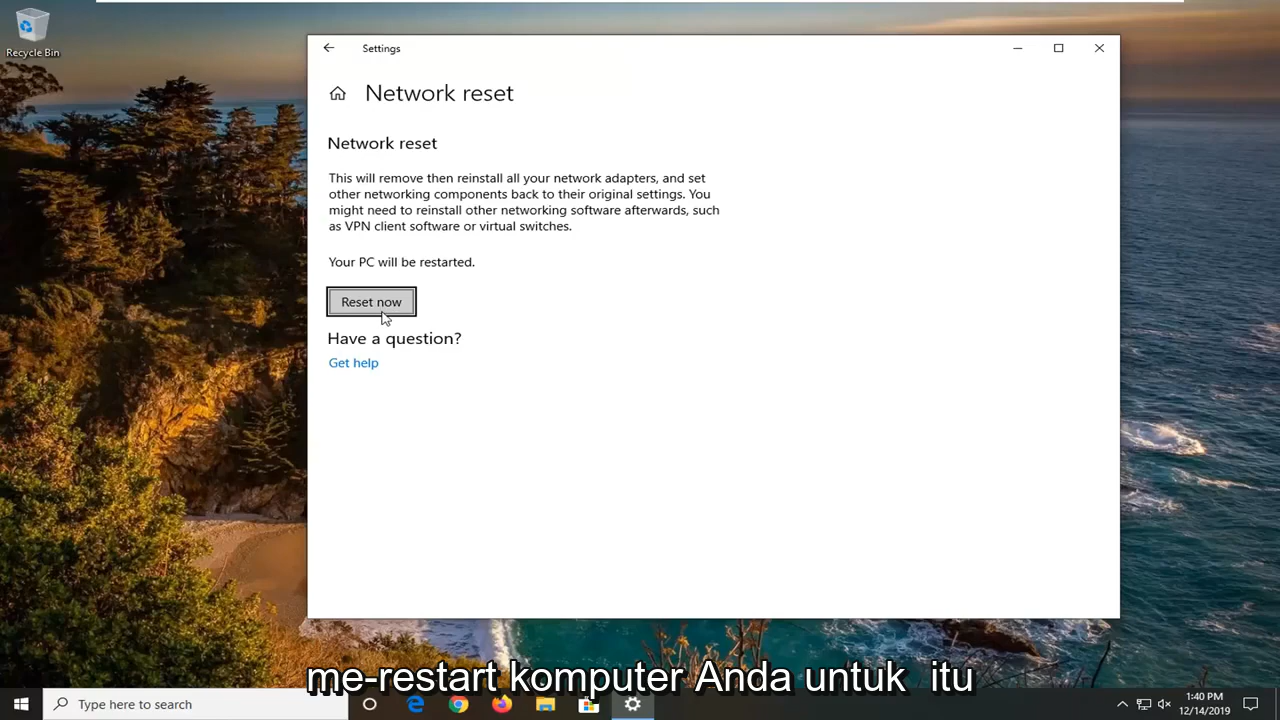 Recycle Bin
Settings
Network reset
Network reset
This will remove then reinstall all your network adapters, and set
other networking components back to their original settings. You
might need to reinstall other networking software afterwards, such
as VPN client software or virtual switches.
Your PC will be restarted.
Reset now
Have a question?
Get help
me-restart komputer Anda untuk itu
Type here to search
1:40 PM
12/14/2019